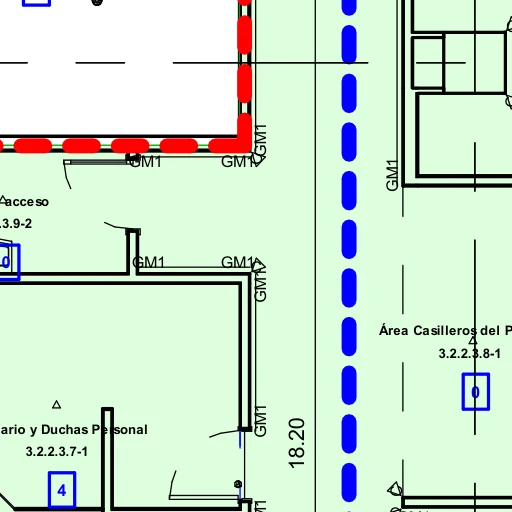 GM1
GM1
GM1
GM1
acceso
3.9-2
0
GM1
GM1
GM1
Área Casilleros del P
3.2.2.3.8-1
0
GM1
ario y Duchas Personal
3.2.2.3.7-1
18.20
4